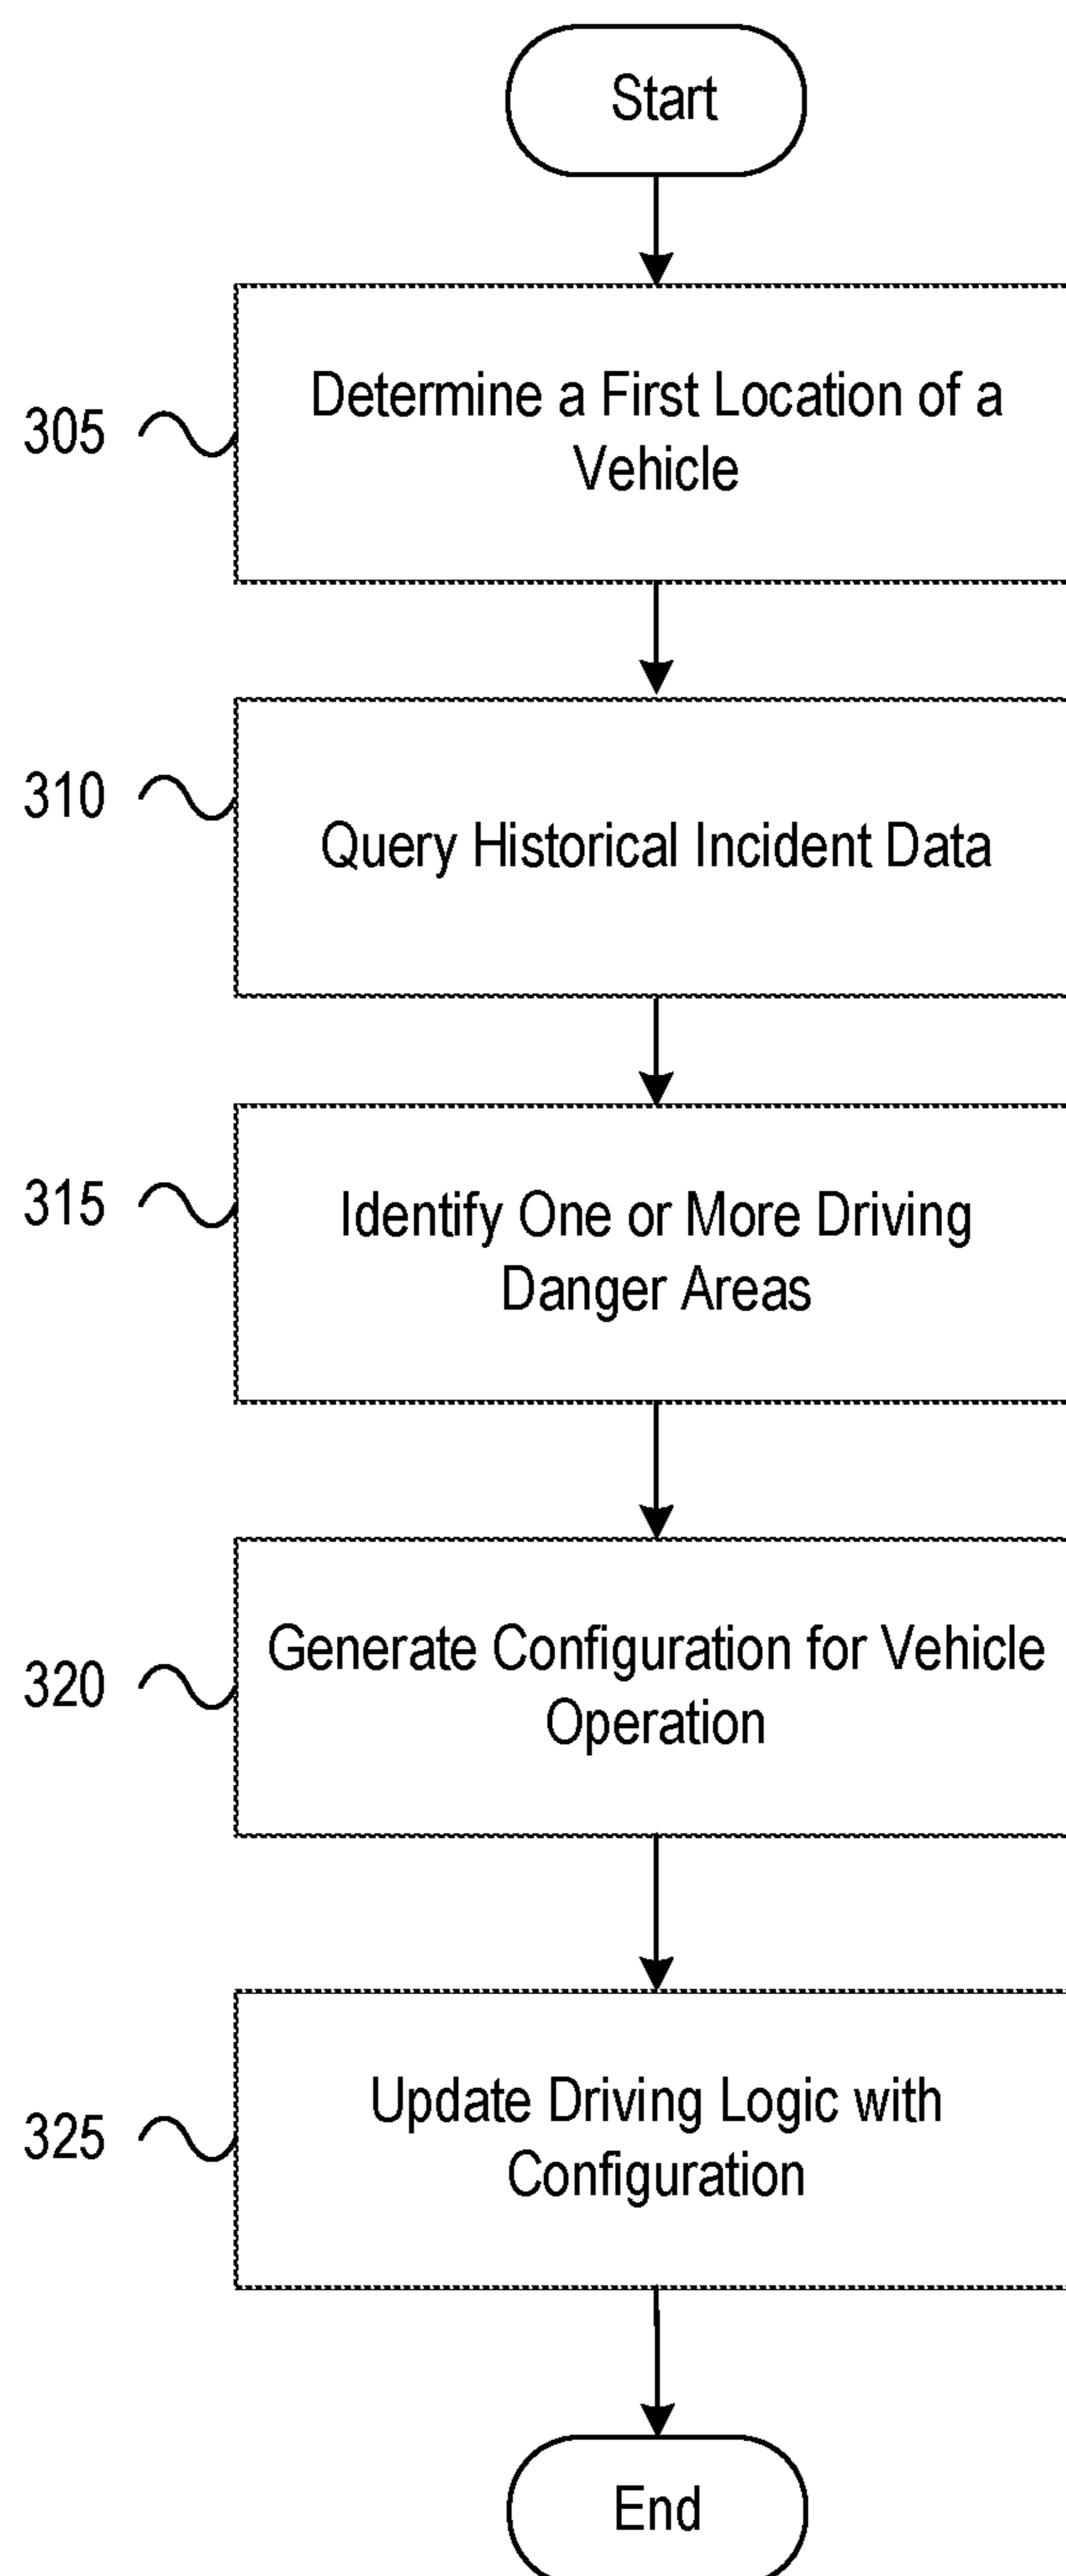 Start
305
Determine a First Location of a
Vehicle
310
Query Historical Incident Data
315
Identify One or More Driving
Danger Areas
320
Generate Configuration for Vehicle
Operation
325
Update Driving Logic with
Configuration
End